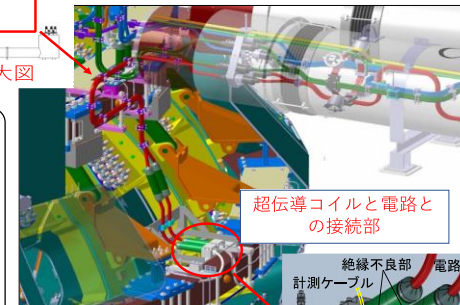 大図
超伝導コイルと電路と
の接続部
絶縁不良部
電路
計測ケーブル